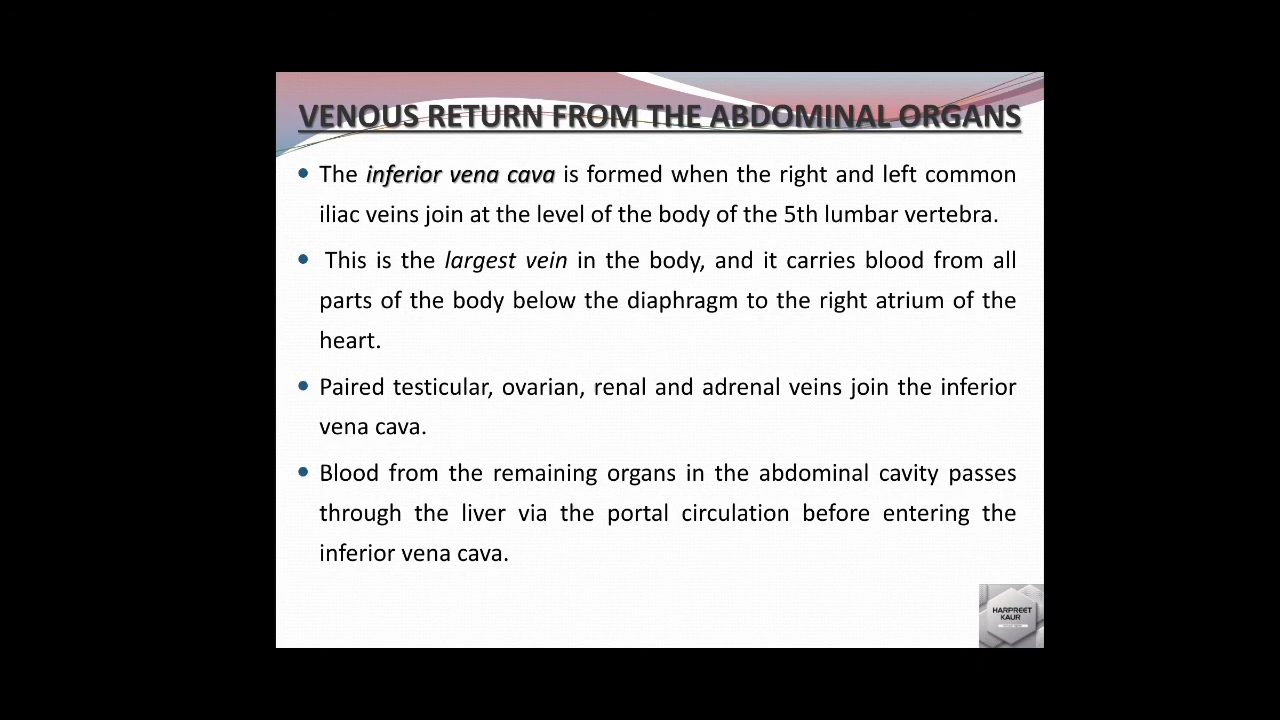 VENOUS RETURN FROM THE ABDOMINAL ORGANS
The inferior vena cava is formed when the right and left common
iliac veins join at the level of the body of the 5th lumbar vertebra.
This is the largest vein in the body, and it carries blood from all
parts of the body below the diaphragm to the right atrium of the
heart.
Paired testicular, ovarian, renal and adrenal veins join the inferior
vena cava.
Blood from the remaining organs in the abdominal cavity passes
through the liver via the portal circulation before entering the
inferior vena cava.
HARPREET
KAUR